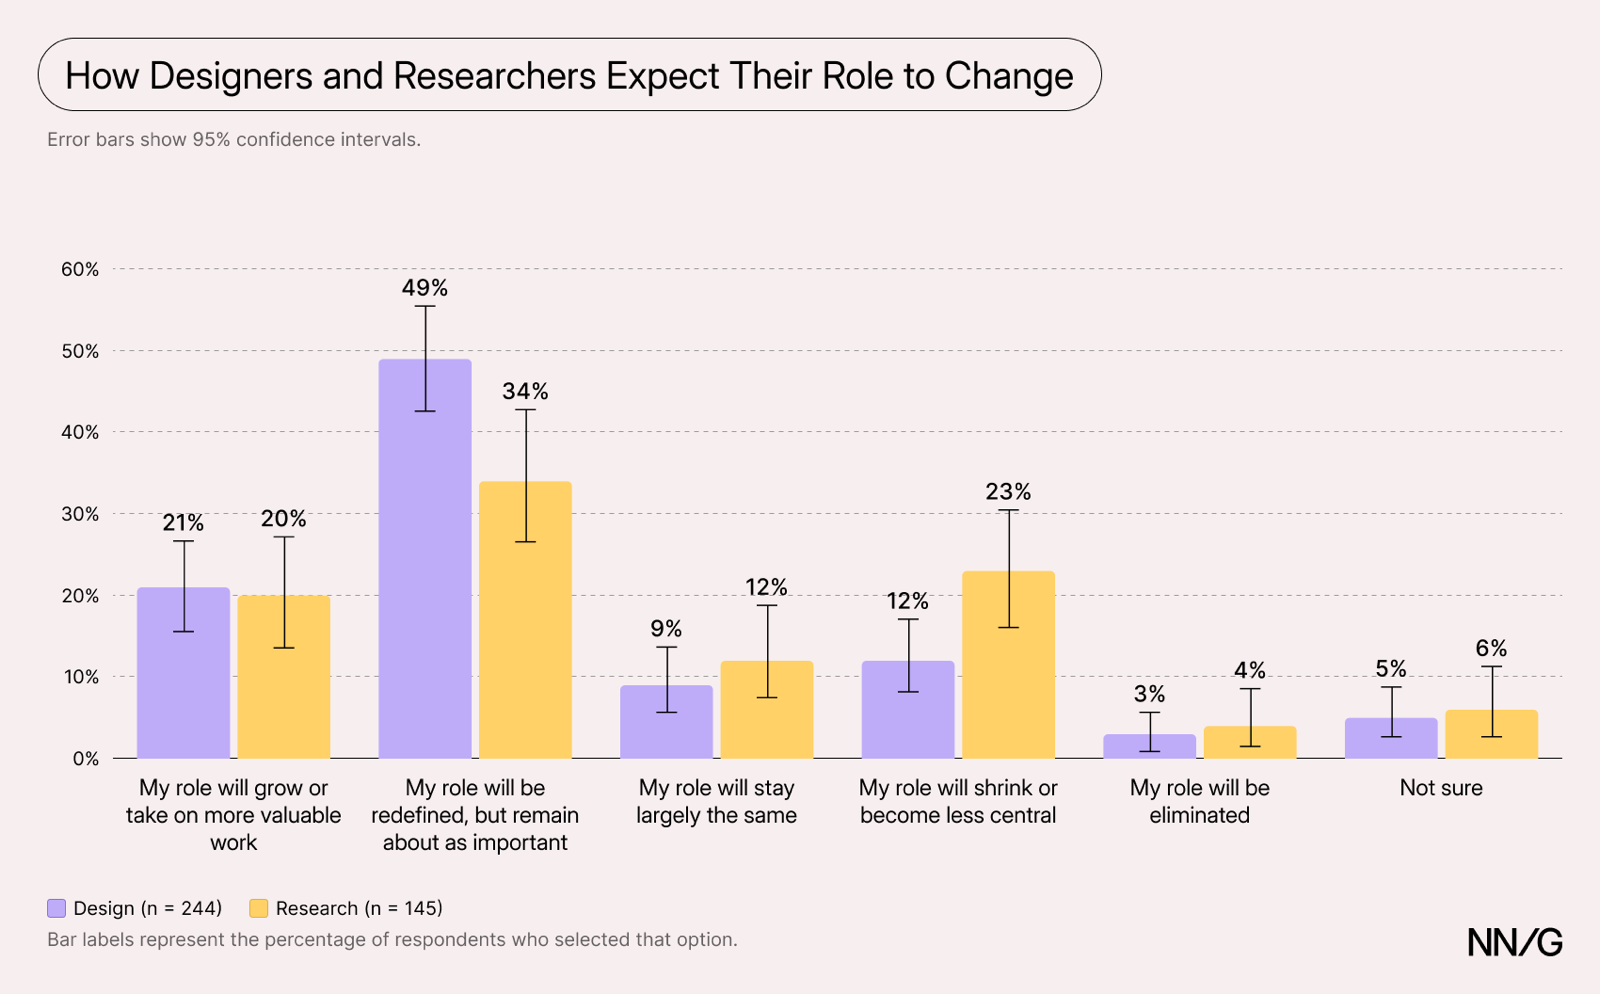 How Designers and Researchers Expect Their Role to Change
Error bars show 95% confidence intervals.
60%
50%
40%
30%
20%
10%
0%
21%
20%
49%
34%
9%
12%
12%
23%
3%
4%
5%
6%
My role will grow or
take on more valuable
work
My role will be
redefined, but remain
about as important
My role will stay
largely the same
My role will shrink or
become less central
My role will be
eliminated
Not sure
Design (n = 244)
Research (n = 145)
Bar labels represent the percentage of respondents who selected that option.
NN/G